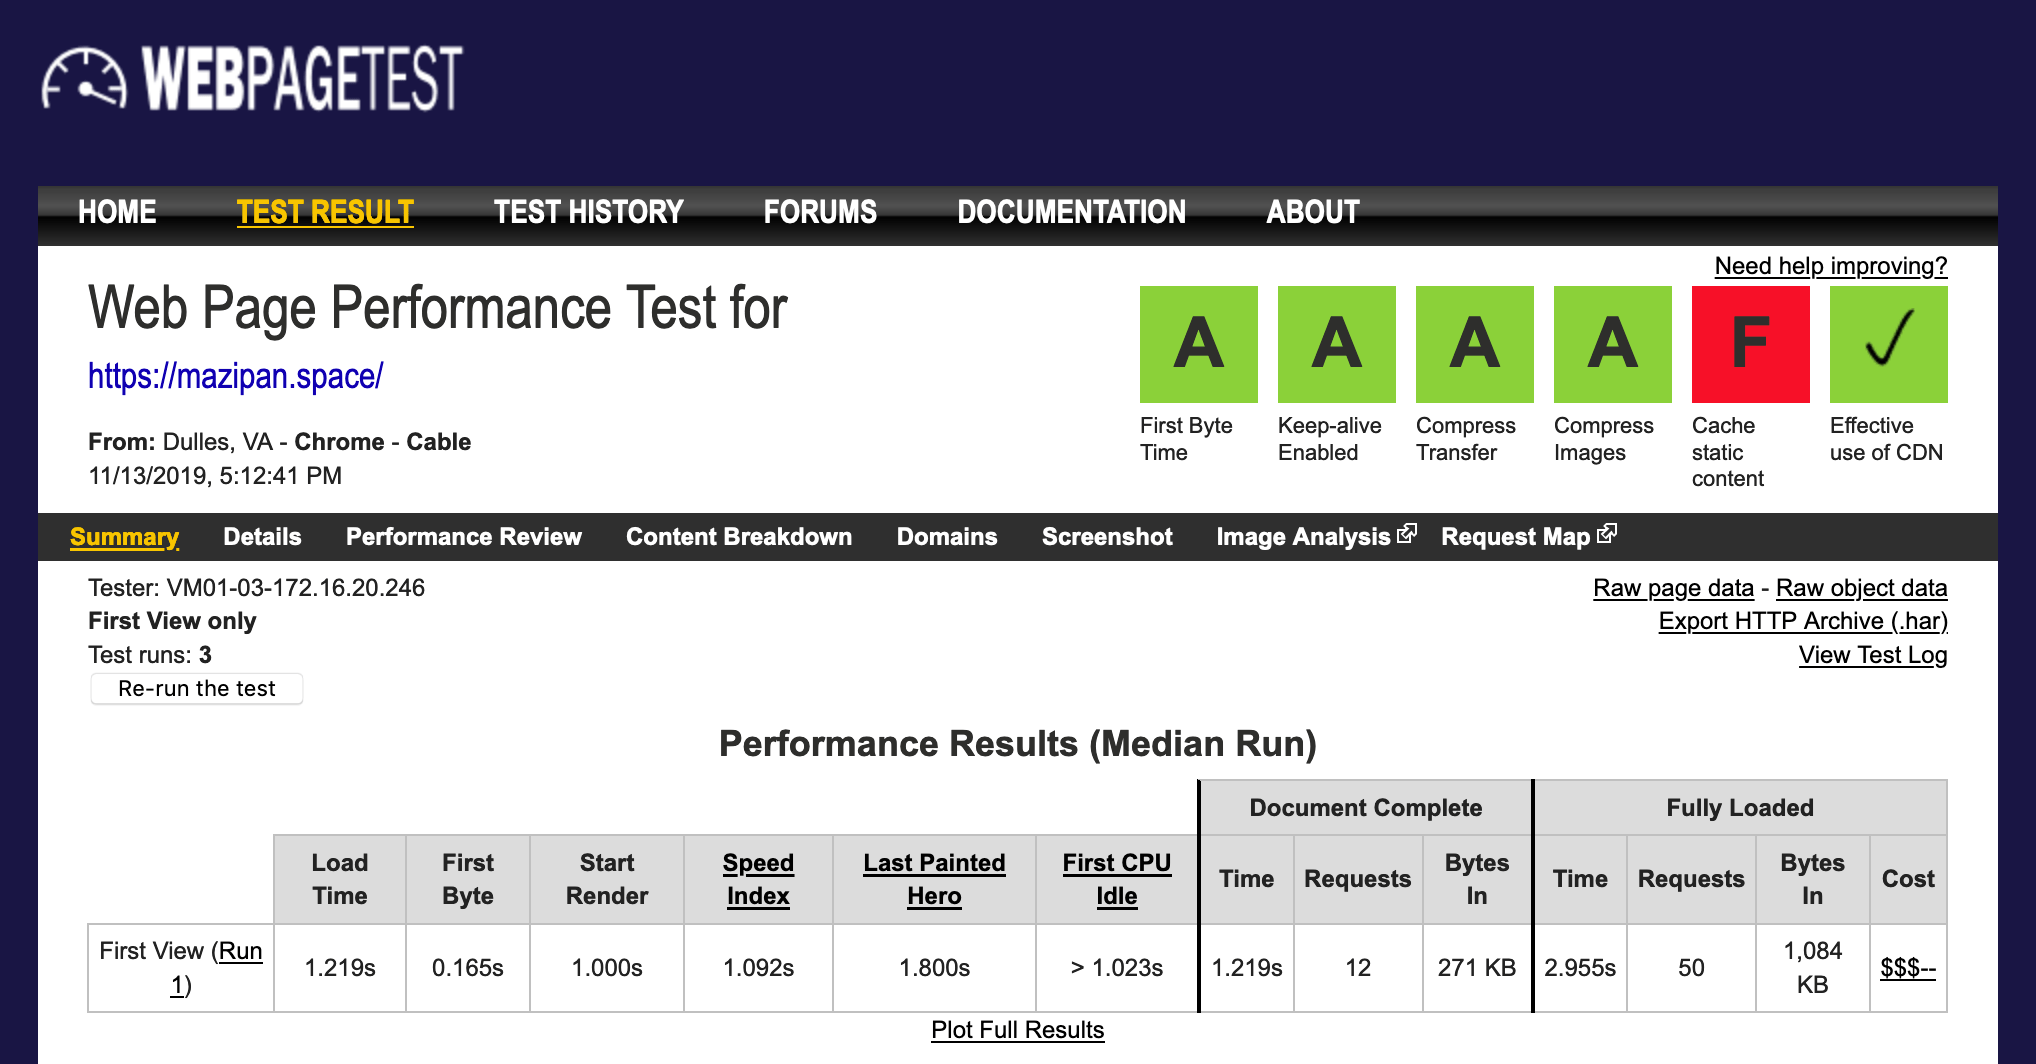 WEBPAGETEST
HOME TEST RESULT TEST HISTORY FORUMS DOCUMENTATION ABOUT
Need help improving?
Web Page Performance Test for
https://mazipan.space/
From: Dulles, VA - Chrome - Cable
11/13/2019, 5:12:41 PM
A A A A F ✓
First Byte Time
Keep-alive Enabled
Compress Transfer
Compress Images
Cache static content
Effective use of CDN
Summary Details Performance Review Content Breakdown Domains Screenshot Image Analysis Request Map
Tester: VM01-03-172.16.20.246
First View only
Test runs: 3
Re-run the test
Raw page data - Raw object data
Export HTTP Archive (.har)
View Test Log
Performance Results (Median Run)
Document Complete Fully Loaded
Load Time First Byte Start Render Speed Index Last Painted Hero First CPU Idle Time Requests Bytes In Time Requests Bytes In Cost
First View (Run 1) 1.219s 0.165s 1.000s 1.092s 1.800s > 1.023s 1.219s 12 271 KB 2.955s 50 1,084 KB $$$--
Plot Full Results